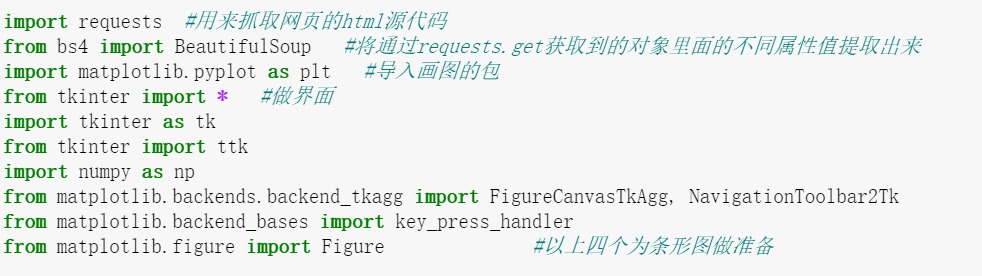 import requests  #用来抓取网页的html源代码
from bs4 import BeautifulSoup   #将通过requests.get获取到的对象里面的不同属性值提取出来
import matplotlib.pyplot as plt   #导入画图的包
from tkinter import *   #做界面
import tkinter as tk
from tkinter import ttk
import numpy as np
from matplotlib.backends.backend_tkagg import FigureCanvasTkAgg, NavigationToolbar2Tk
from matplotlib.backend_bases import key_press_handler
from matplotlib.figure import Figure                 #以上四个为条形图做准备